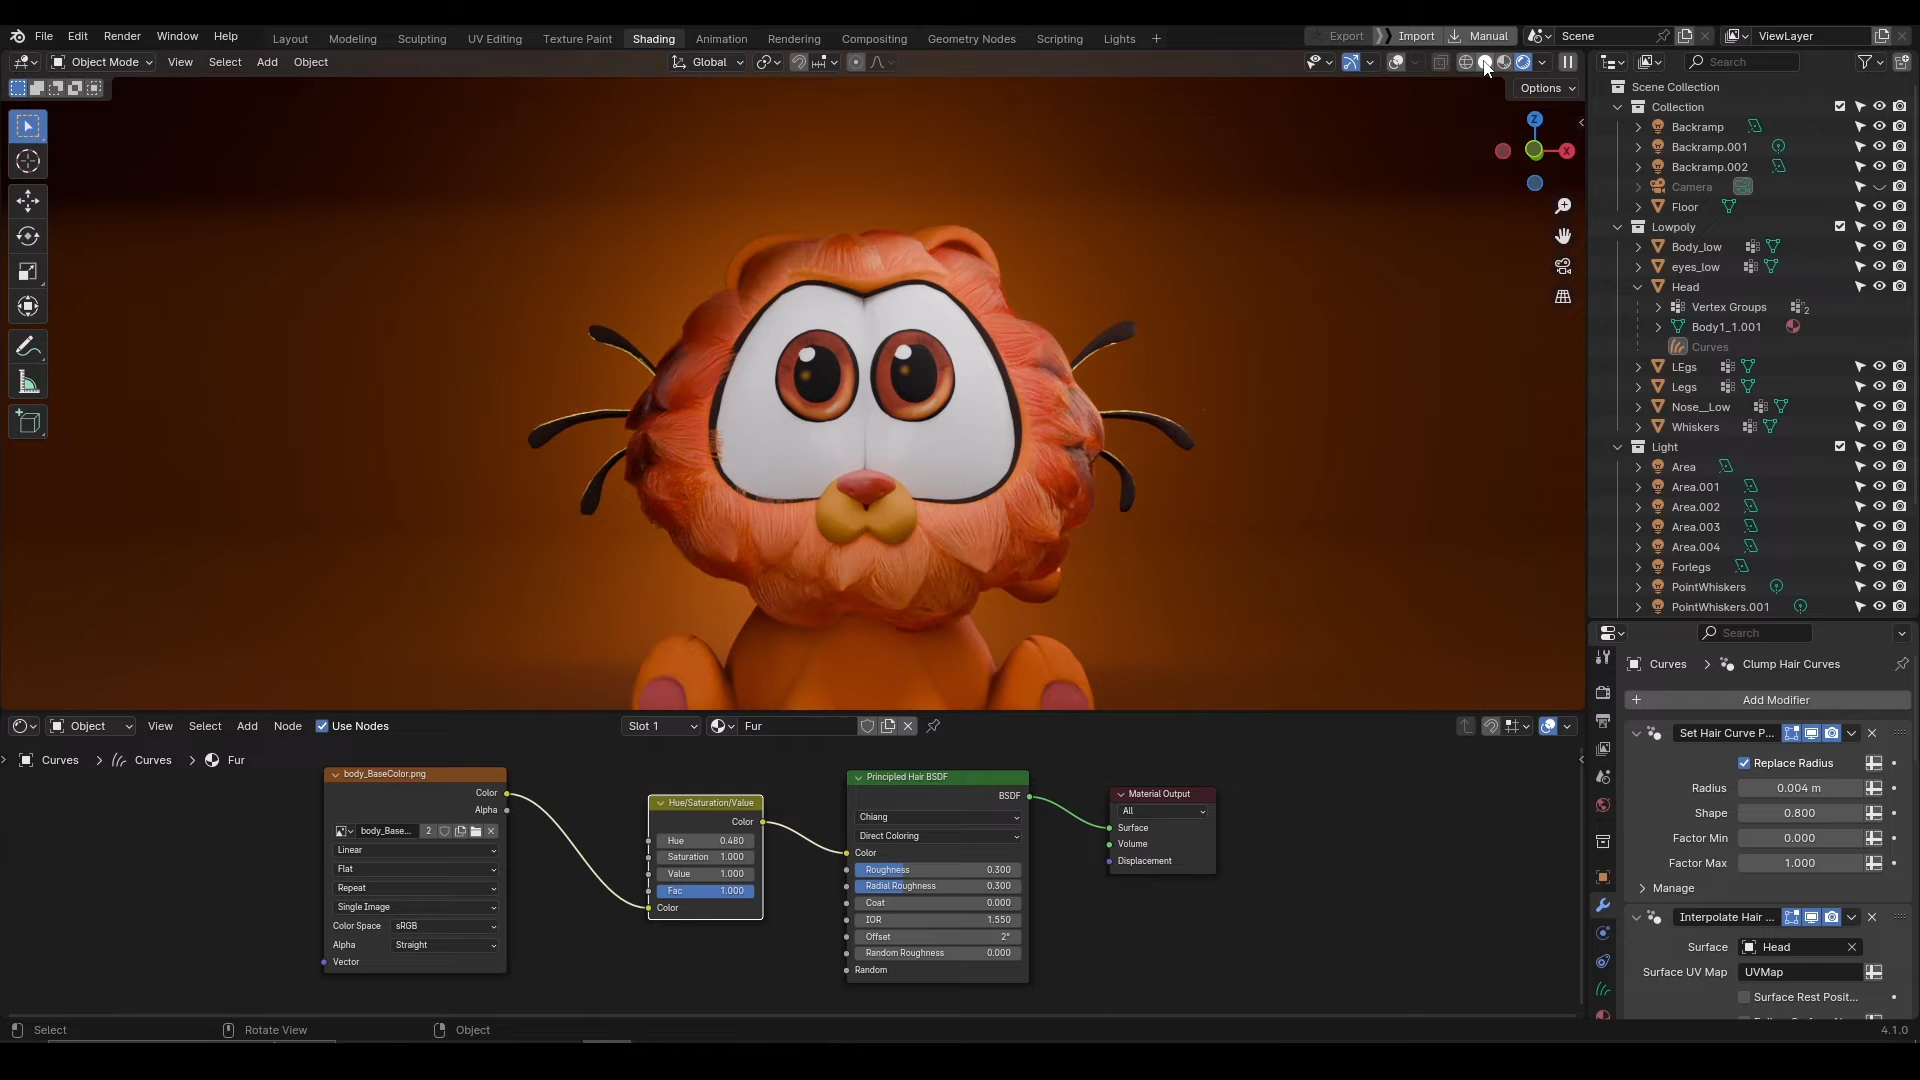 File Edit Render Window Help Layout Modeling Sculpting UV Editing Texture Paint Shading Animation Rendering Compositing Geometry Nodes Scripting Lights + Export Import Manual Scene ViewLayer
Object Mode View Select Add Object Global Search
Options
Z
X
Scene Collection
Collection
Backramp
Backramp.001
Backramp.002
Camera
Floor
Lowpoly
Body_low
eyes_low
Head
Vertex Groups 2
Body1_1.001
Curves
LEgs
Legs
Nose__Low
Whiskers
Light
Area
Area.001
Area.002
Area.003
Area.004
Forlegs
PointWhiskers
PointWhiskers.001
Search
Curves > Clump Hair Curves
+ Add Modifier
Set Hair Curve P...
Replace Radius
Radius 0.004 m
Shape 0.800
Factor Min 0.000
Factor Max 1.000
Manage
Interpolate Hair ...
Surface Head
Surface UV Map UVMap
Surface Rest Posit...
Object View Select Add Node Use Nodes Slot 1 Fur
Curves > Curves > Fur
body_BaseColor.png
Color
Alpha
body_Base... 2
Linear
Flat
Repeat
Single Image
Color Space sRGB
Alpha Straight
Vector
Hue/Saturation/Value
Color
Hue 0.480
Saturation 1.000
Value 1.000
Fac 1.000
Color
Principled Hair BSDF
BSDF
Chiang
Direct Coloring
Color
Roughness 0.300
Radial Roughness 0.300
Coat 0.000
IOR 1.550
Offset 2°
Random Roughness 0.000
Random
Material Output
All
Surface
Volume
Displacement
Select Rotate View Object 4.1.0